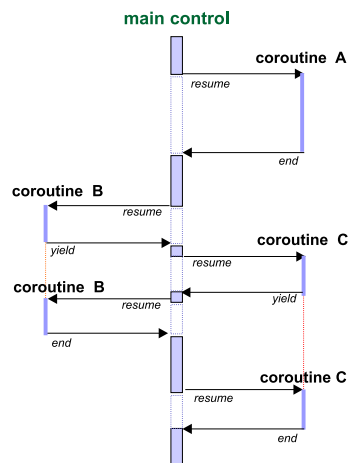 main control
coroutine A
resume
end
coroutine B
resume
yield
coroutine C
resume
coroutine B
resume
yield
end
coroutine C
resume
end